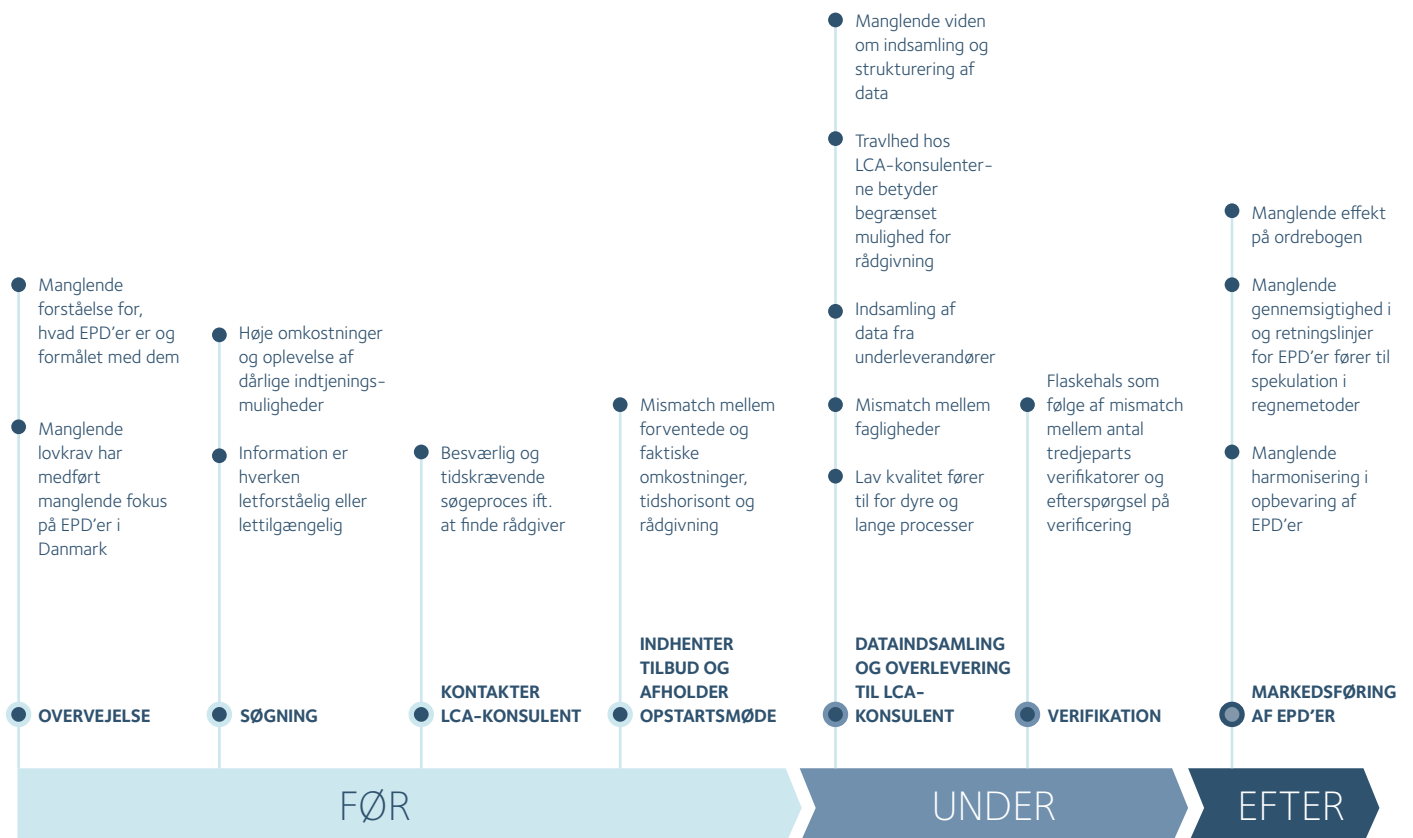 Manglende
forståelse for,
hvad EPD’er er og
formålet med dem
Manglende
lovkrav har
medført
manglende fokus
på EPD’er i
Danmark
OVERVEJELSE
Høje omkostninger
og oplevelse af
dårlige indtjenings-
muligheder
Information er
hverken
letforståelig eller
lettilgængelig
SØGNING
Besværlig og
tidskrævende
søgeproces ift.
at finde rådgiver
KONTAKTER
LCA-KONSULENT
Mismatch mellem
forventede og
faktiske
omkostninger,
tidshorisont og
rådgivning
INDHENTER
TILBUD OG
AFHOLDER
OPSTARTSMØDE
Manglende viden
om indsamling og
strukturering af
data
Travlhed hos
LCA-konsulenter-
ne betyder
begrænset
mulighed for
rådgivning
Indsamling af
data fra
underleverandører
Mismatch mellem
fagligheder
Lav kvalitet fører
til for dyre og
lange processer
DATAINDSAMLING
OG OVERLEVERING
TIL LCA-
KONSULENT
Flaskehals som
følge af mismatch
mellem antal
tredjeparts
verifikatorer og
efterspørgsel på
verificering
VERIFIKATION
Manglende effekt
på ordrebogen
Manglende
gennemsigtighed i
og retningslinjer
for EPD’er fører til
spekulation i
regnemetoder
Manglende
harmonisering i
opbevaring af
EPD’er
MARKEDSFØRING
AF EPD’ER
FØR
UNDER
EFTER